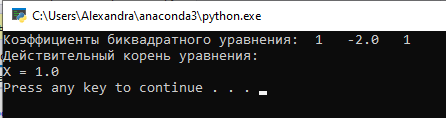 C:\Users\Alexandra\anaconda3\python.exe
Коэффициенты биквадратного уравнения:  1   -2.0   1
Действительный корень уравнения:
X = 1.0
Press any key to continue . . .